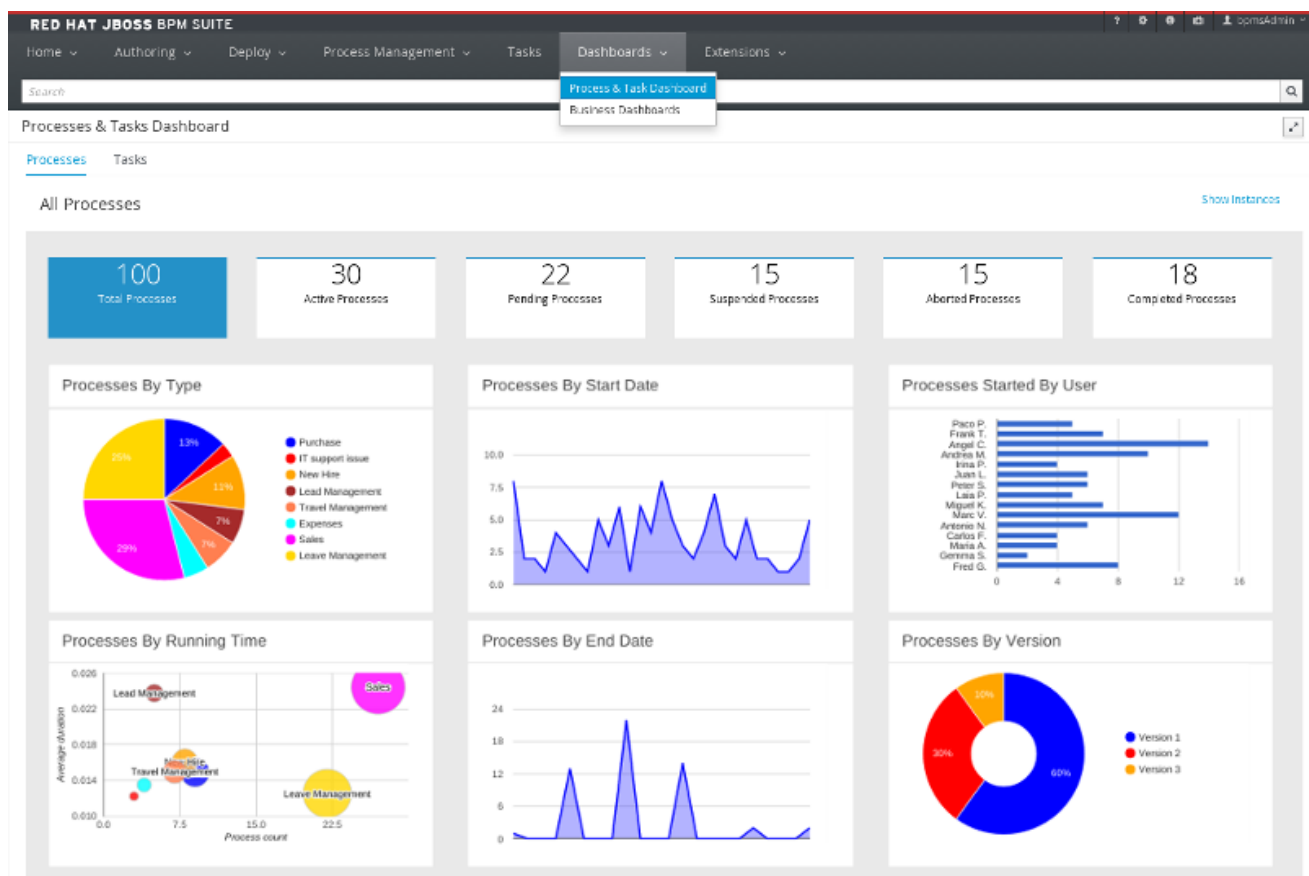 RED HAT JBOSS BPM SUITE
? bpmsAdmin
Home Authoring Deploy Process Management Tasks Dashboards Extensions
Search
Process & Task Dashboard
Business Dashboards
Processes & Tasks Dashboard
Processes Tasks
All Processes
Show Instances
100 30 22 15 15 18
Total Processes Active Processes Pending Processes Suspended Processes Aborted Processes Completed Processes
Processes By Type
13%
11%
7%
7%
29%
25%
Purchase
IT support issue
New Hire
Lead Management
Travel Management
Expenses
Sales
Leave Management
Processes By Start Date
10.0
7.5
5.0
2.5
0.0
Processes Started By User
Paco P.
Frank T.
Angel C.
Andrea M.
Irina P.
Juan L.
Peter S.
Laia P.
Miguel K.
Marc V.
Antonio N.
Carlos F.
Maria A.
Gemma S.
Fred G.
0 4 8 12 16
Processes By Running Time
Average duration
0.026
0.022
0.018
0.014
0.010
Lead Management
Sales
New Hire
Travel Management
Leave Management
0.0 7.5 15.0 22.5
Process count
Processes By End Date
24
18
12
6
0
Processes By Version
10%
30%
60%
Version 1
Version 2
Version 3